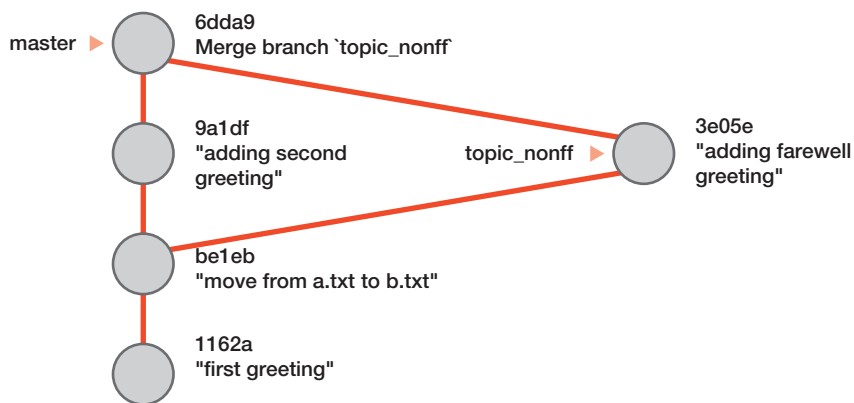 6dda9
master
Merge branch `topic_nonff`
9a1df
"adding second
greeting"
topic_nonff
3e05e
"adding farewell
greeting"
be1eb
"move from a.txt to b.txt"
1162a
"first greeting"